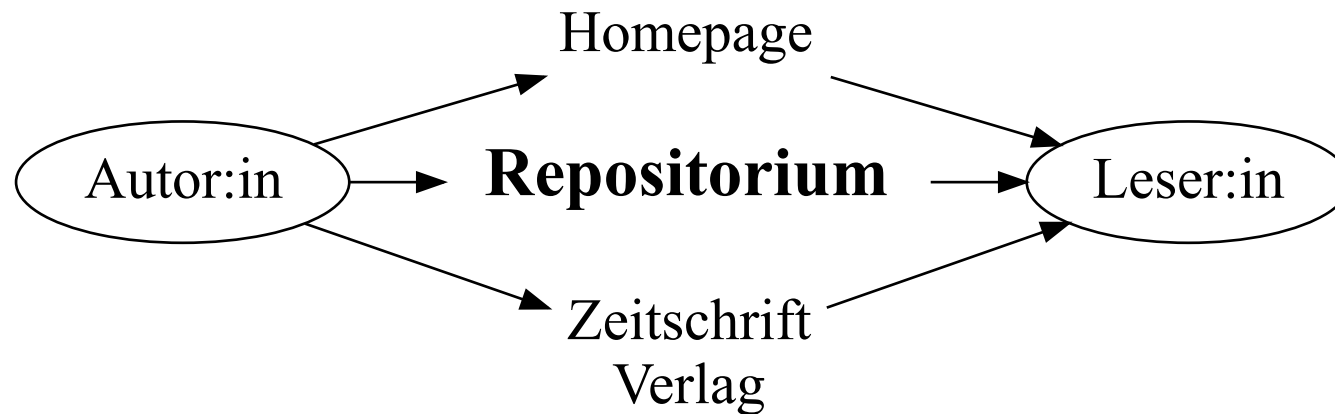 Homepage
Autor:in
Repositorium
Leser:in
Zeitschrift
Verlag